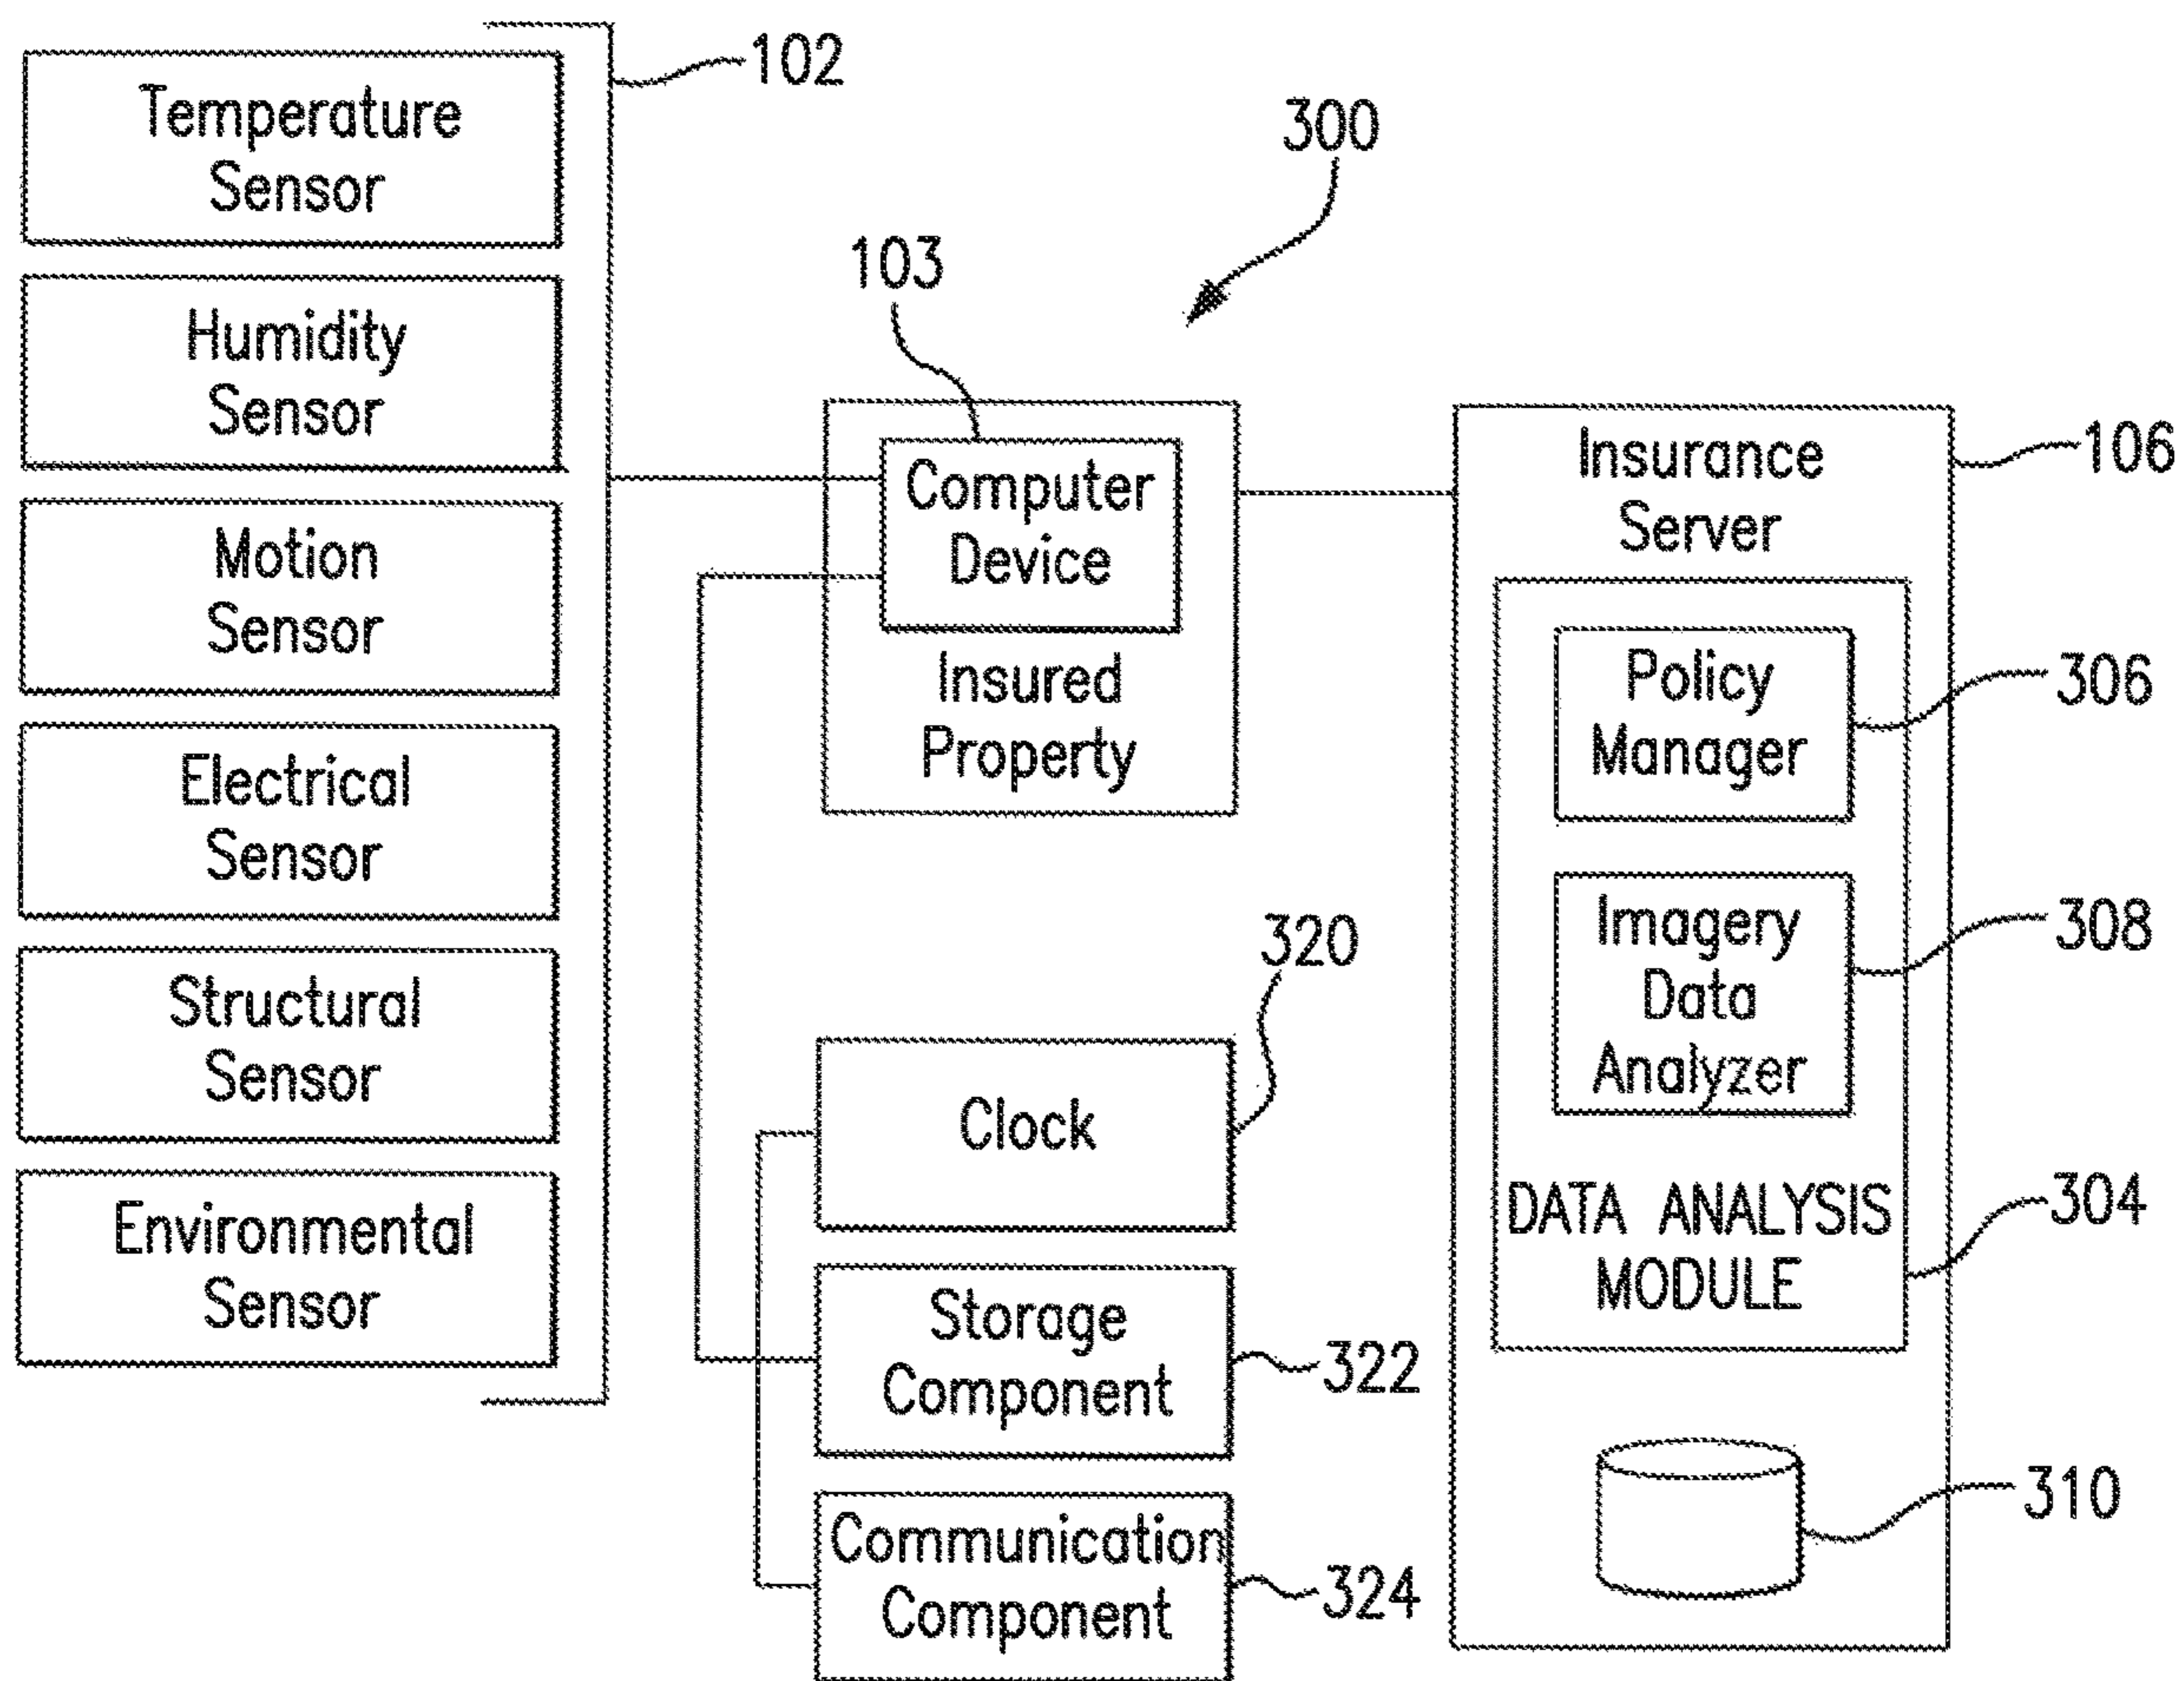 Temperature
Sensor
Humidity
Sensor
Motion
Sensor
Electrical
Sensor
Structural
Sensor
Environmental
Sensor
102
300
103
Computer
Device
Insured
Property
320
Clock
Storage
Component
322
Communication
Component
324
Insurance
Server
106
Policy
Manager
306
Imagery
Data
Analyzer
308
DATA ANALYSIS
MODULE
304
310